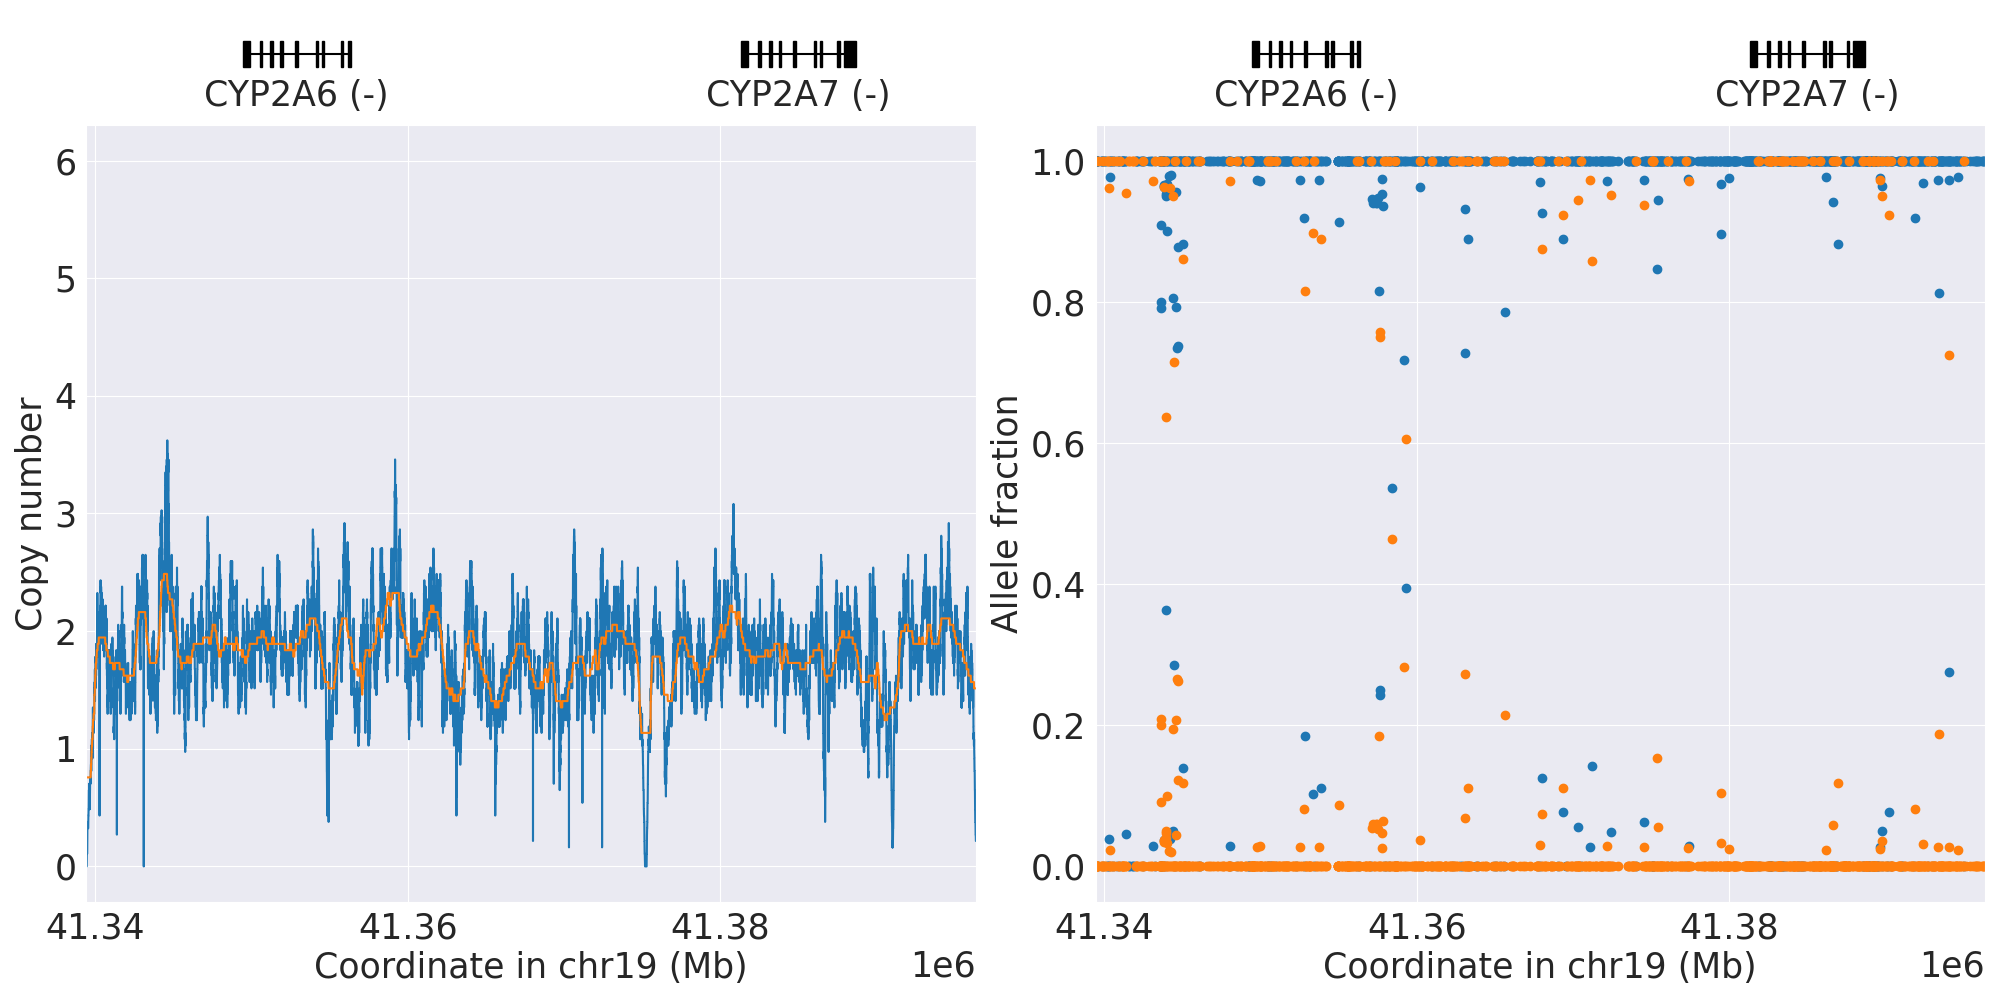 CYP2A6 (-)
CYP2A7 (-)
6
5
4
3
2
1
0
Copy number
41.34
41.36
41.38
Coordinate in chr19 (Mb)
1e6
CYP2A6 (-)
CYP2A7 (-)
1.0
0.8
0.6
0.4
0.2
0.0
Allele fraction
41.34
41.36
41.38
Coordinate in chr19 (Mb)
1e6